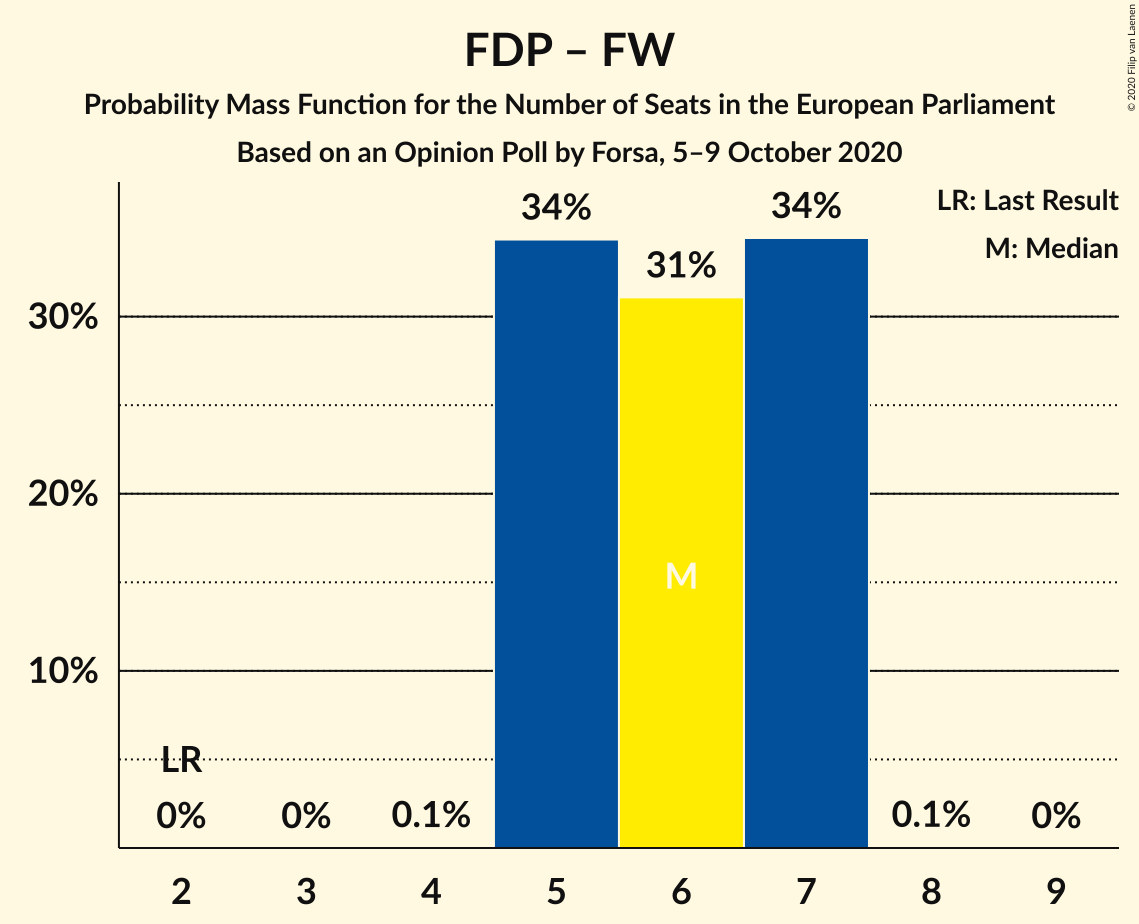 FDP – FW
Probability Mass Function for the Number of Seats in the European Parliament
Based on an Opinion Poll by Forsa, 5–9 October 2020
© 2020 Filip van Laenen
LR: Last Result
M: Median
34%
31%
34%
30%
20%
10%
M
LR
0%
0%
0.1%
0.1%
0%
2
3
4
5
6
7
8
9